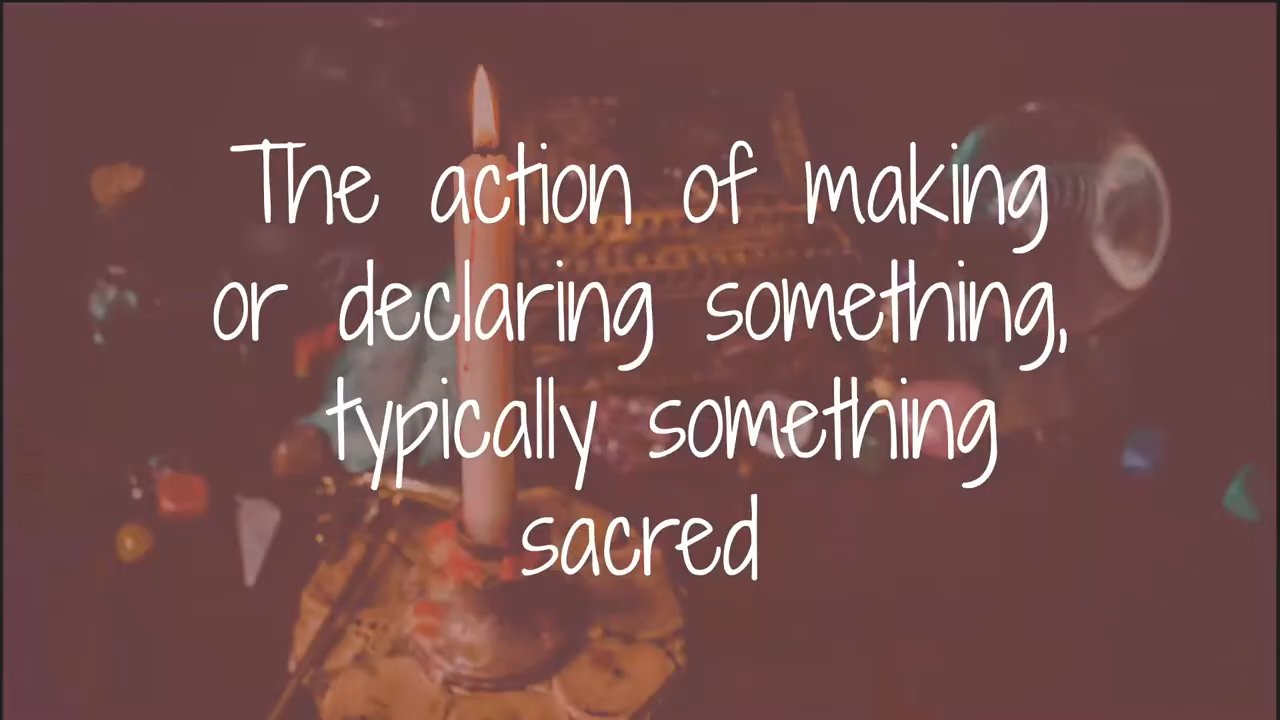 The action of making
or declaring something,
typically something
sacred